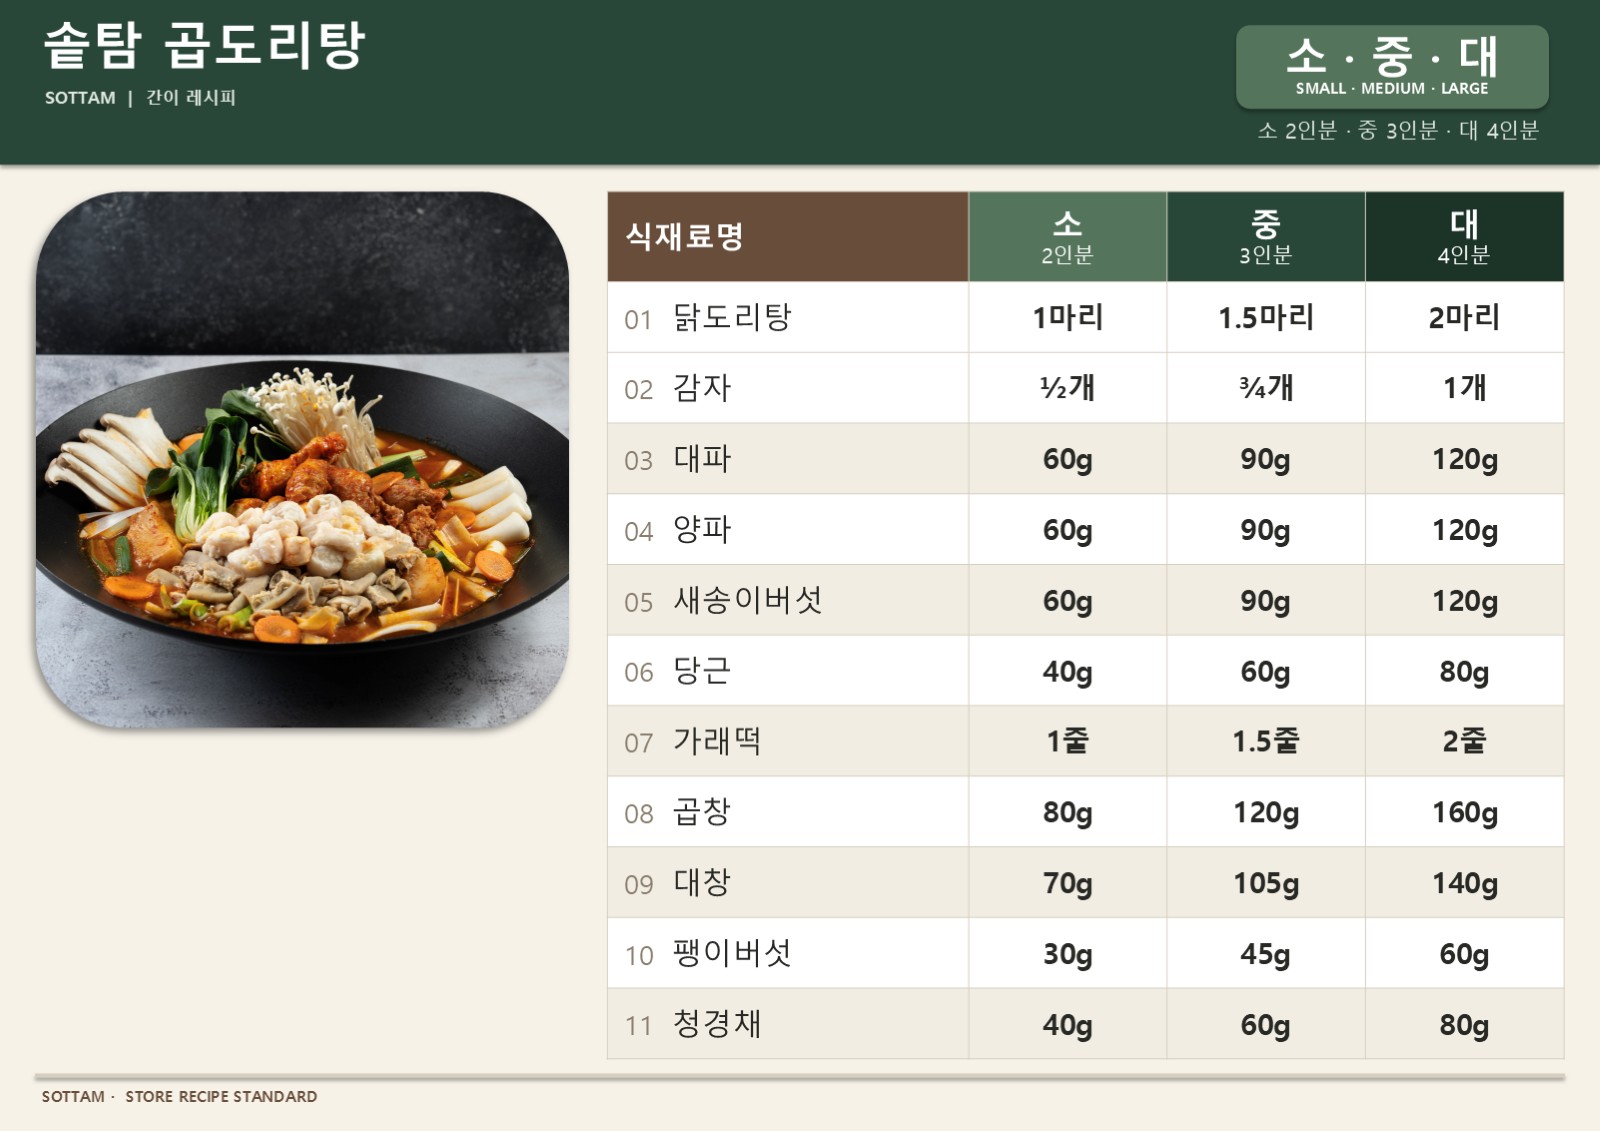 솥탐 곱도리탕
SOTTAM | 간이 레시피
소 · 중 · 대
SMALL · MEDIUM · LARGE
소 2인분 · 중 3인분 · 대 4인분
식재료명 소 중 대
2인분 3인분 4인분
01 닭도리탕 1마리 1.5마리 2마리
02 감자 ½개 ¾개 1개
03 대파 60g 90g 120g
04 양파 60g 90g 120g
05 새송이버섯 60g 90g 120g
06 당근 40g 60g 80g
07 가래떡 1줄 1.5줄 2줄
08 곱창 80g 120g 160g
09 대창 70g 105g 140g
10 팽이버섯 30g 45g 60g
11 청경채 40g 60g 80g
SOTTAM · STORE RECIPE STANDARD